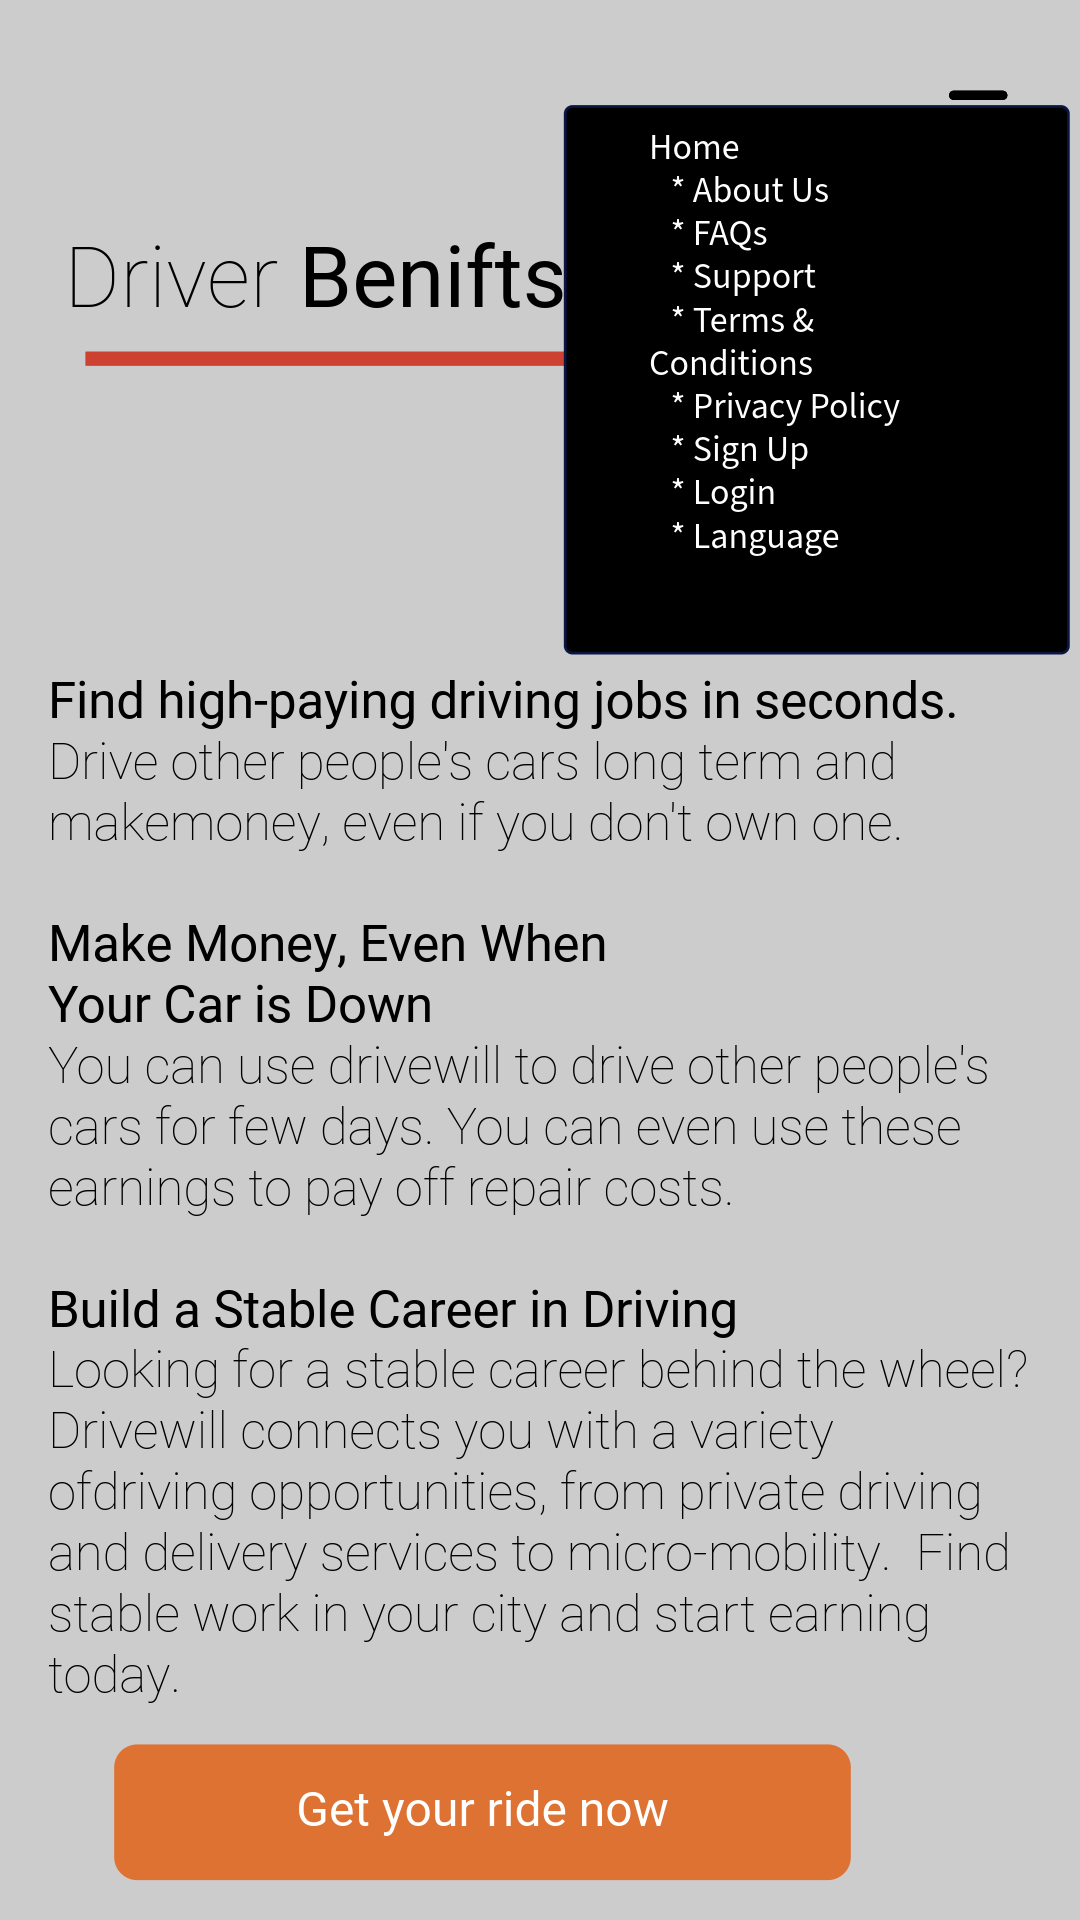 Home
* About Us
* FAQs
* Support
* Terms &
Conditions
* Privacy Policy
* Sign Up
* Login
* Language
Driver Benifts
Find high-paying driving jobs in seconds.
Drive other people's cars long term and
makemoney, even if you don't own one.
Make Money, Even When
Your Car is Down
You can use drivewill to drive other people's
cars for few days. You can even use these
earnings to pay off repair costs.
Build a Stable Career in Driving
Looking for a stable career behind the wheel?
Drivewill connects you with a variety
ofdriving opportunities, from private driving
and delivery services to micro-mobility.  Find
stable work in your city and start earning
today.
Get your ride now